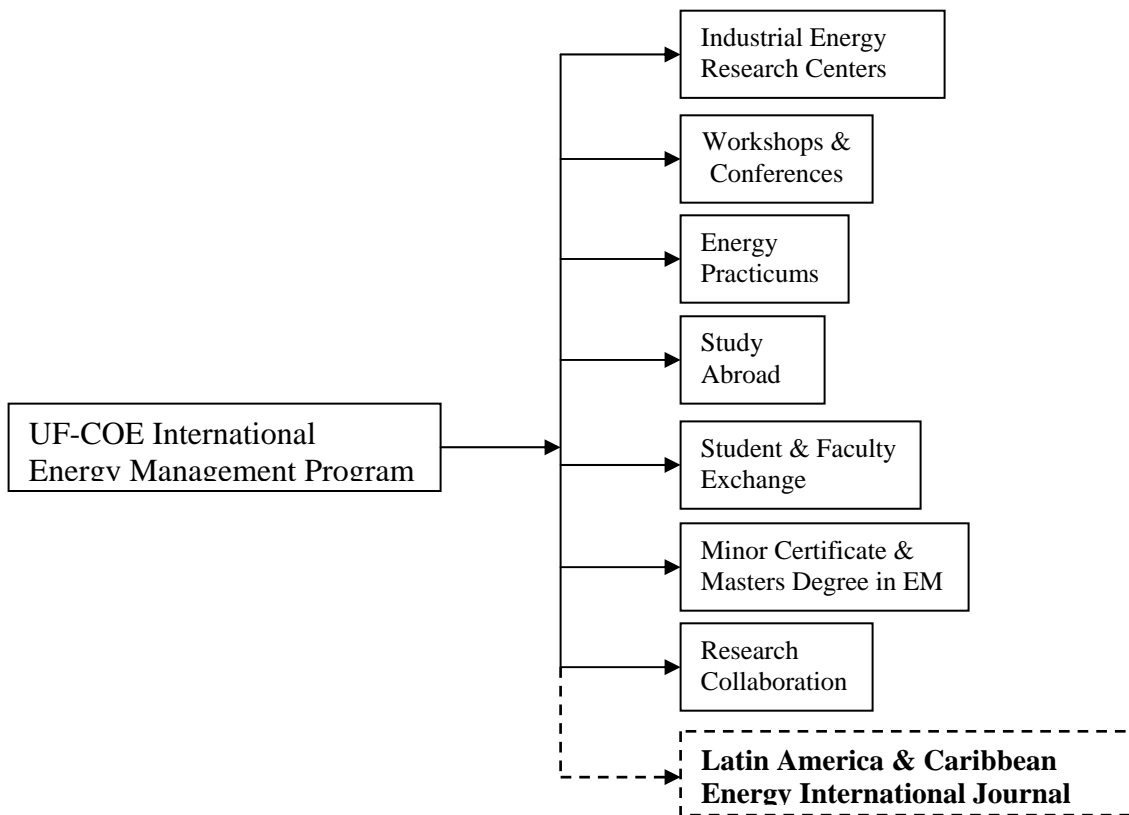 Industrial Energy
Research Centers
Workshops &
Conferences
Energy
Practicums
Study
Abroad
UF-COE International
Energy Management Program
Student & Faculty
Exchange
Minor Certificate &
Masters Degree in EM
Research
Collaboration
Latin America & Caribbean
Energy International Journal